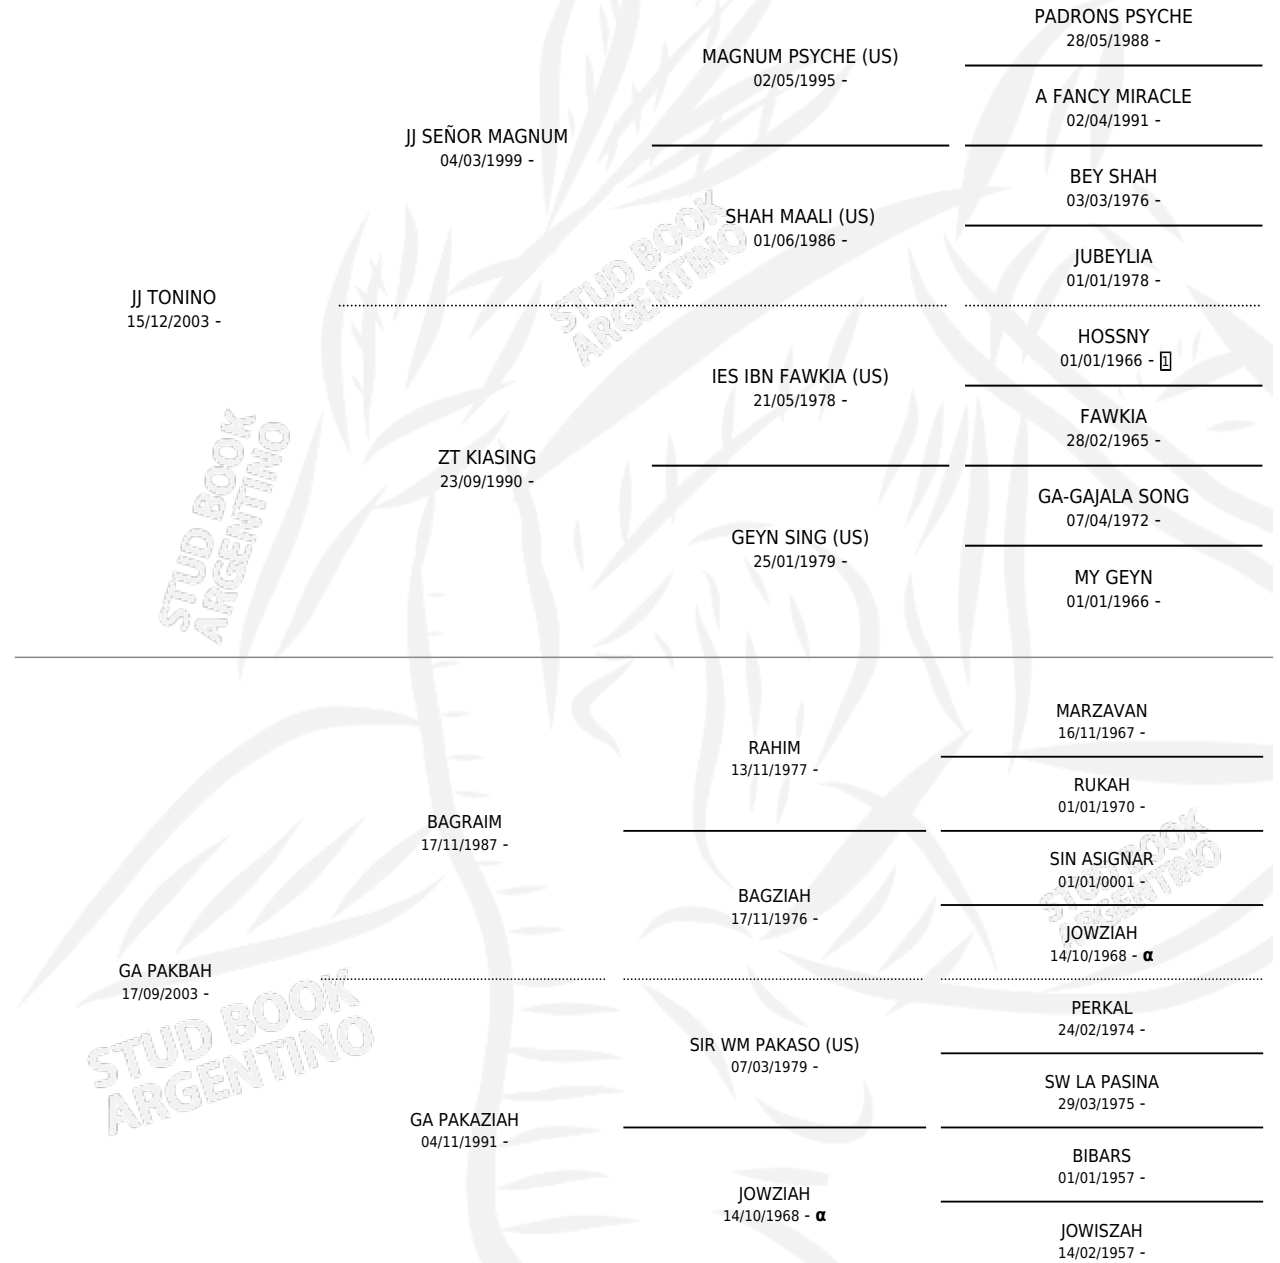 PADRONS PSYCHE
28/05/1988 -
MAGNUM PSYCHE (US)
02/05/1995 -
A FANCY MIRACLE
02/04/1991 -
JJ SEÑOR MAGNUM
04/03/1999 -
BEY SHAH
03/03/1976 -
SHAH MAALI (US)
01/06/1986 -
JUBEYLIA
01/01/1978 -
JJ TONINO
15/12/2003 -
HOSSNY
01/01/1966 - 1
IES IBN FAWKIA (US)
21/05/1978 -
FAWKIA
28/02/1965 -
ZT KIASING
23/09/1990 -
GA-GAJALA SONG
07/04/1972 -
GEYN SING (US)
25/01/1979 -
MY GEYN
01/01/1966 -
MARZAVAN
16/11/1967 -
RAHIM
13/11/1977 -
RUKAH
01/01/1970 -
BAGRAIM
17/11/1987 -
SIN ASIGNAR
01/01/0001 -
BAGZIAH
17/11/1976 -
JOWZIAH
14/10/1968 - α
GA PAKBAH
17/09/2003 -
PERKAL
24/02/1974 -
SIR WM PAKASO (US)
07/03/1979 -
SW LA PASINA
29/03/1975 -
GA PAKAZIAH
04/11/1991 -
BIBARS
01/01/1957 -
JOWZIAH
14/10/1968 - α
JOWISZAH
14/02/1957 -
STUD BOOK
ARGENTINO
STUD BOOK
ARGENTINO
STUD BOOK
ARGENTINO
STUD BOOK
ARGENTINO